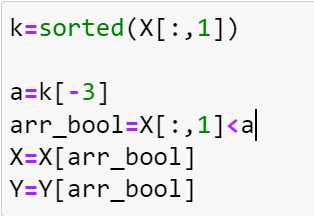 k=sorted(X[:,1])
a=k[-3]
arr_bool=X[:,1]<a
X=X[arr_bool]
Y=Y[arr_bool]